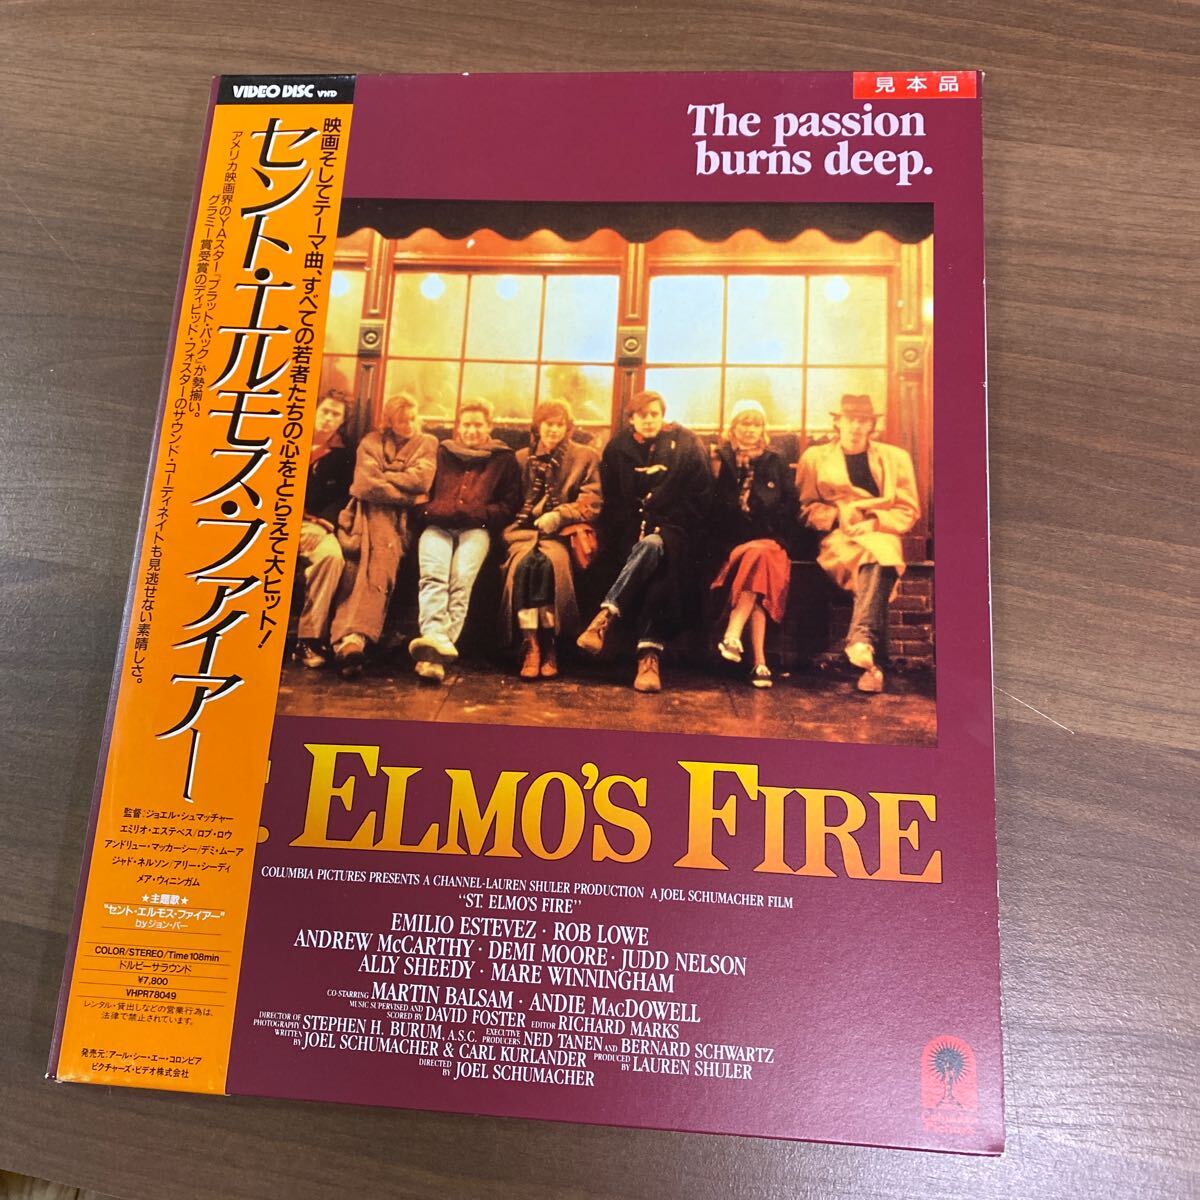 VIDEO DISC VHD
見本品
The passion
burns deep.
映画そしてテーマ曲、すべての若者たちの心をとらえて大ヒット!
セント・エルモス・ファイアー
アメリカ映画界のYAスター『ブラット・パック』が勢揃い。
グラミー賞受賞のデイビッド・フォスターのサウンド・コーディネイトも見逃せない素晴しさ。
監督:ジョエル・シュマッチャー
エミリオ・エステベス/ロブ・ロウ
アンドリュー・マッカーシー/デミ・ムーア
ジャド・ネルソン/アリー・シーディ
メア・ウィニンガム
★主題歌★
"セント・エルモス・ファイアー"
byジョン・パー
COLOR/STEREO/Time108min
ドルビーサラウンド
¥7,800
VHPR78049
レンタル・貸出しなどの営業行為は、
法律で禁止されています。
発売元:アール・シー・エー・コロンビア
ピクチャーズ・ビデオ株式会社
ELMO'S FIRE
COLUMBIA PICTURES PRESENTS A CHANNEL-LAUREN SHULER PRODUCTION A JOEL SCHUMACHER FILM
"ST. ELMO'S FIRE"
EMILIO ESTEVEZ · ROB LOWE
ANDREW McCARTHY · DEMI MOORE · JUDD NELSON
ALLY SHEEDY · MARE WINNINGHAM
CO-STARRING MARTIN BALSAM · ANDIE MacDOWELL
MUSIC SUPERVISED AND SCORED BY DAVID FOSTER EDITOR RICHARD MARKS
DIRECTOR OF PHOTOGRAPHY STEPHEN H. BURUM, A.S.C. EXECUTIVE PRODUCERS NED TANEN AND BERNARD SCHWARTZ
WRITTEN BY JOEL SCHUMACHER & CARL KURLANDER PRODUCED BY LAUREN SHULER
DIRECTED BY JOEL SCHUMACHER
Columbia
Pictures